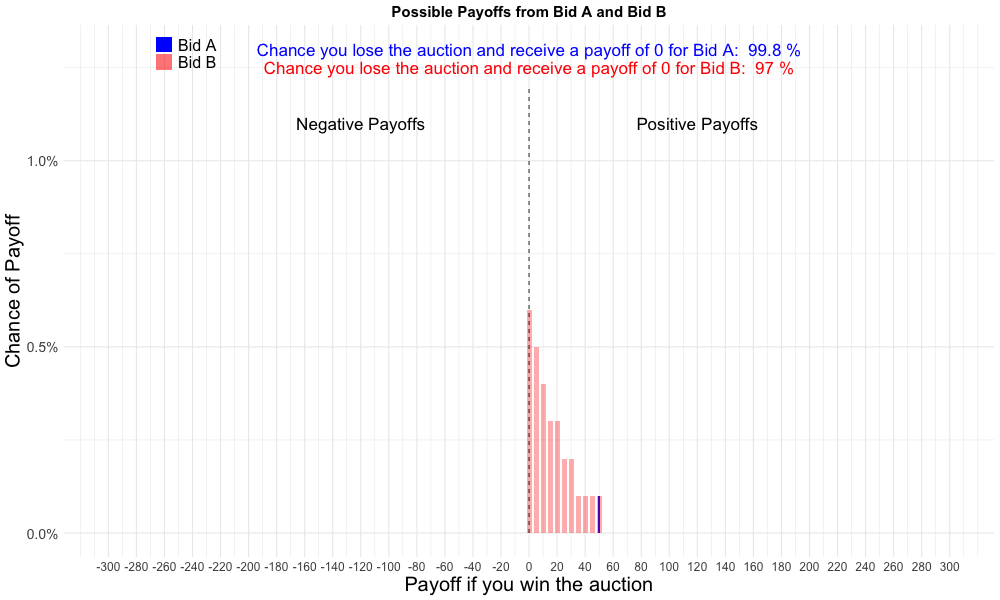 Possible Payoffs from Bid A and Bid B
Bid A
Bid B
Chance you lose the auction and receive a payoff of 0 for Bid A:  99.8 %
Chance you lose the auction and receive a payoff of 0 for Bid B:  97 %
Negative Payoffs
Positive Payoffs
Chance of Payoff
1.0%
0.5%
0.0%
-300 -280 -260 -240 -220 -200 -180 -160 -140 -120 -100 -80 -60 -40 -20 0 20 40 60 80 100 120 140 160 180 200 220 240 260 280 300
Payoff if you win the auction